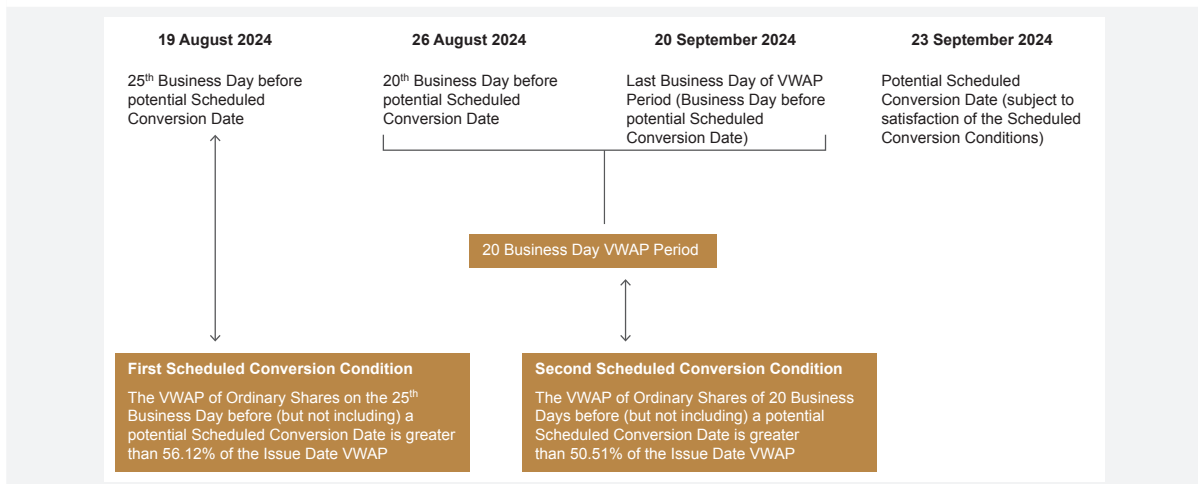 19 August 2024
26 August 2024
20 September 2024
23 September 2024
25th Business Day before
potential Scheduled
Conversion Date
20th Business Day before
potential Scheduled
Conversion Date
Last Business Day of VWAP
Period (Business Day before
potential Scheduled
Conversion Date)
Potential Scheduled
Conversion Date (subject to
satisfaction of the Scheduled
Conversion Conditions)
20 Business Day VWAP Period
First Scheduled Conversion Condition
The VWAP of Ordinary Shares on the 25th
Business Day before (but not including) a
potential Scheduled Conversion Date is greater
than 56.12% of the Issue Date VWAP
Second Scheduled Conversion Condition
The VWAP of Ordinary Shares of 20 Business
Days before (but not including) a potential
Scheduled Conversion Date is greater
than 50.51% of the Issue Date VWAP